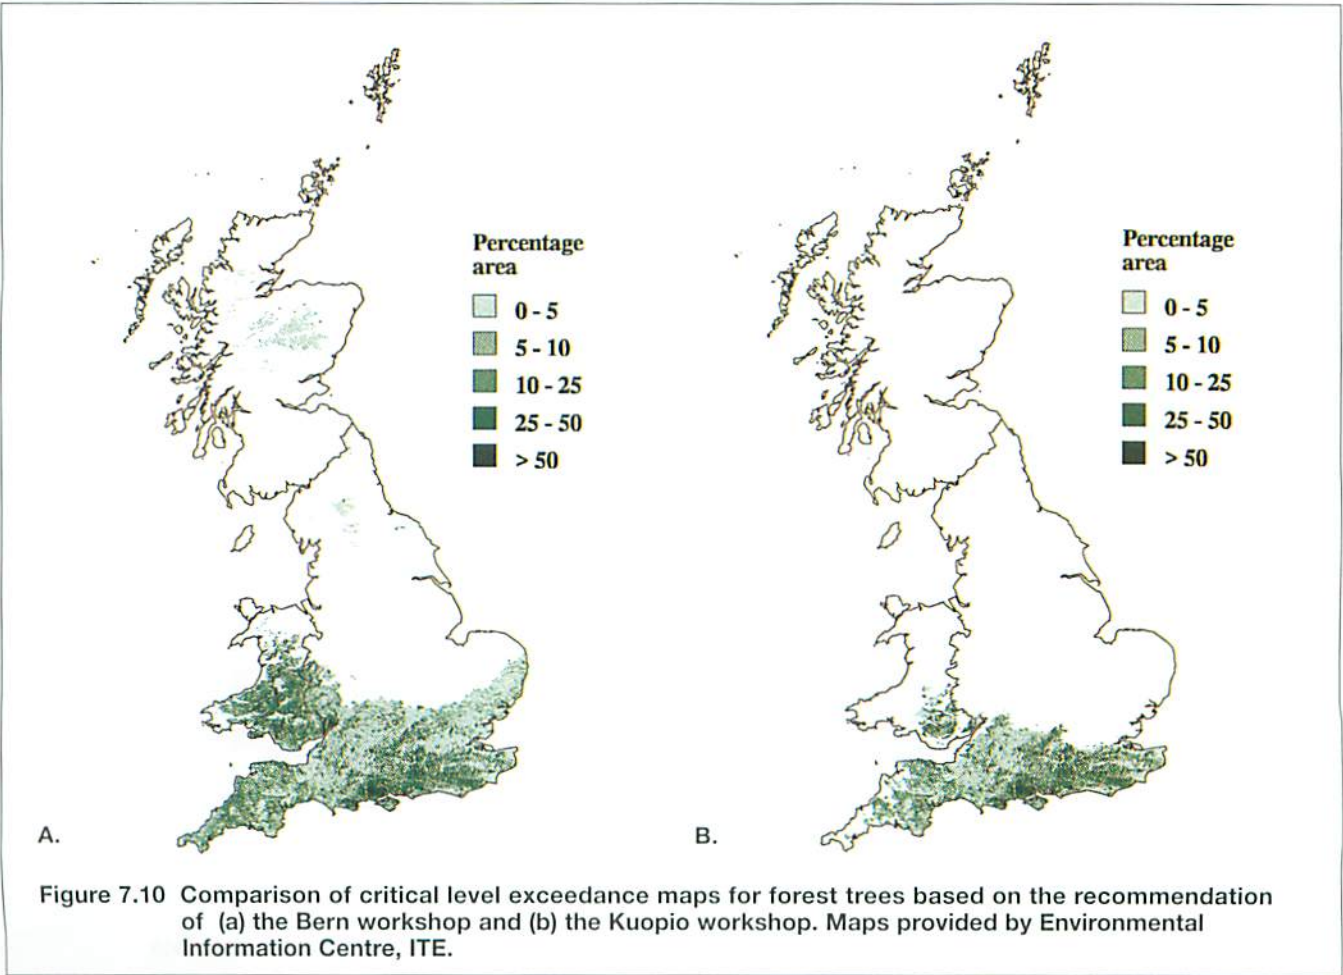 Percentage
area
0 - 5
5 - 10
10 - 25
25 - 50
> 50
A.
Percentage
area
0 - 5
5 - 10
10 - 25
25 - 50
> 50
B.
Figure 7.10 Comparison of critical level exceedance maps for forest trees based on the recommendation
of (a) the Bern workshop and (b) the Kuopio workshop. Maps provided by Environmental
Information Centre, ITE.